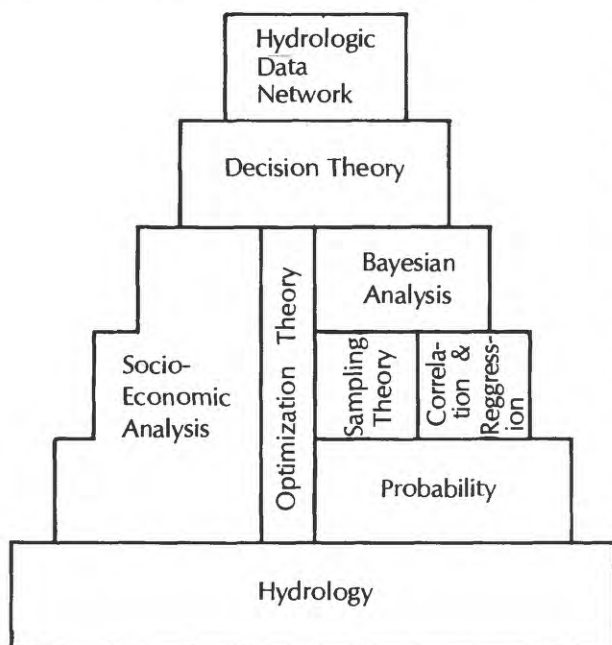 Hydrologic
Data
Network
Decision Theory
Bayesian
Analysis
Socio-
Economic
Analysis
Optimization Theory
Sampling
Theory
Correla-
tion &
Reggress-
ion
Probability
Hydrology